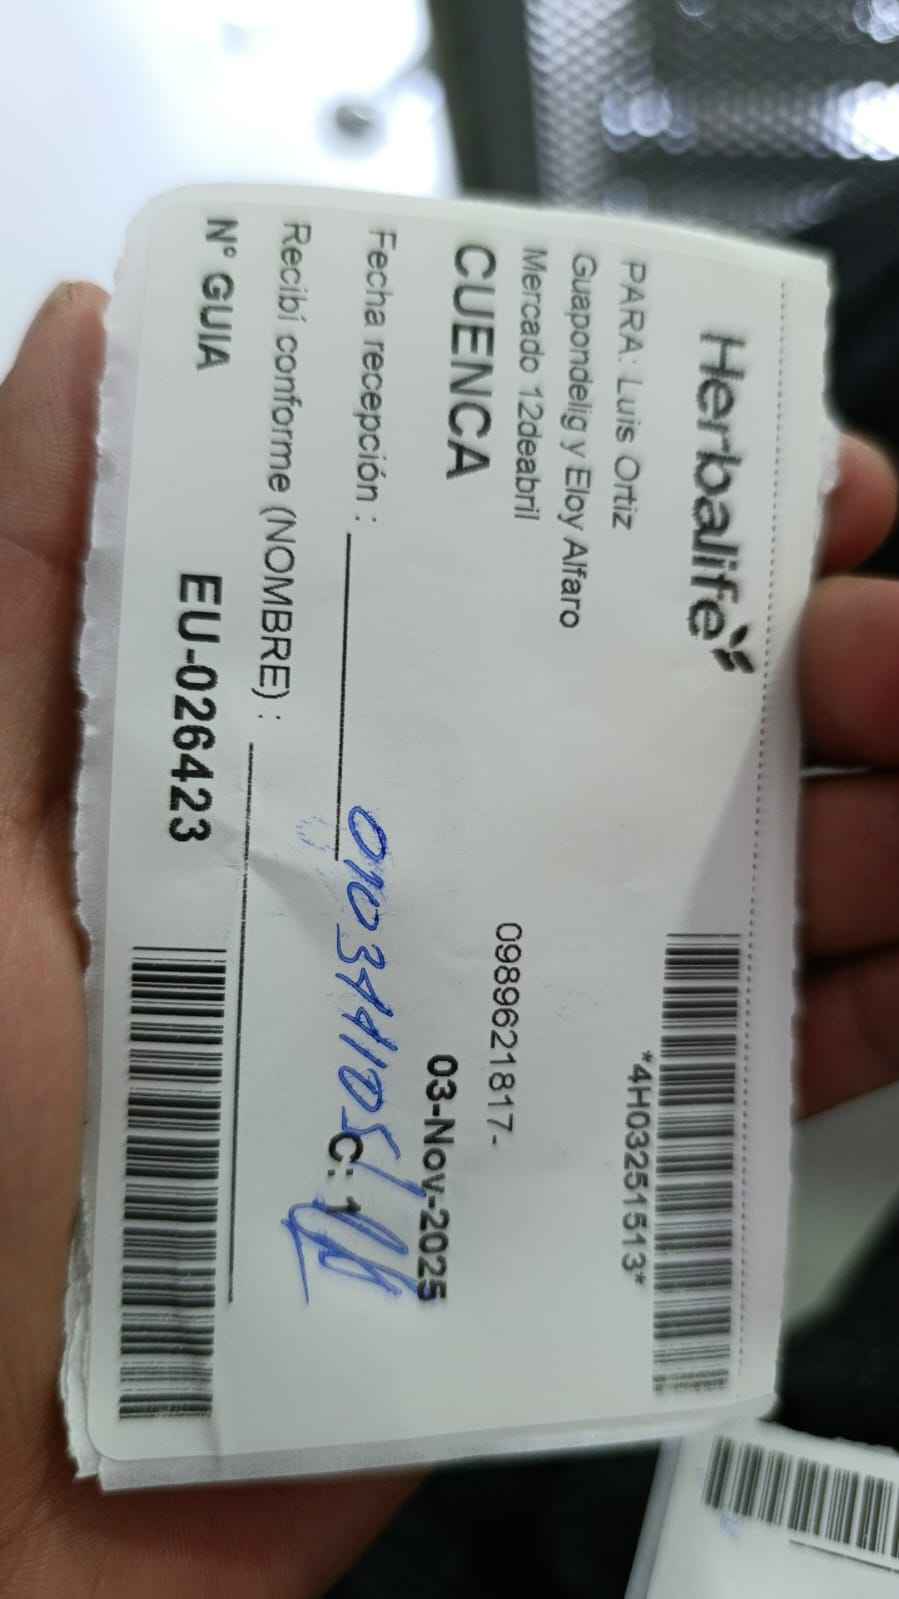 Herbalife
*4H03251513*
PARA: Luis Ortiz
Guapondelig y Eloy Alfaro
Mercado 12deabril
0989621817-
CUENCA
03-Nov-2025
Fecha recepción :
0103441105
C: 1
Recibí conforme (NOMBRE) :
Nº GUIA
EU-026423